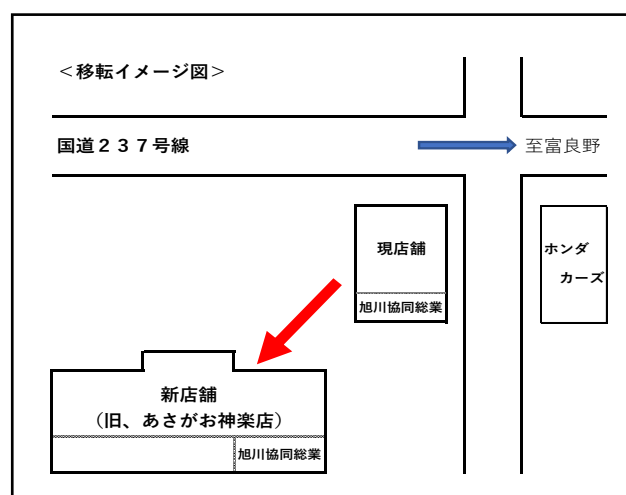 ＜移転イメージ図＞
国道２３７号線
至富良野
現店舗
旭川協同総業
ホンダ
カーズ
新店舗
（旧、あさがお神楽店）
旭川協同総業